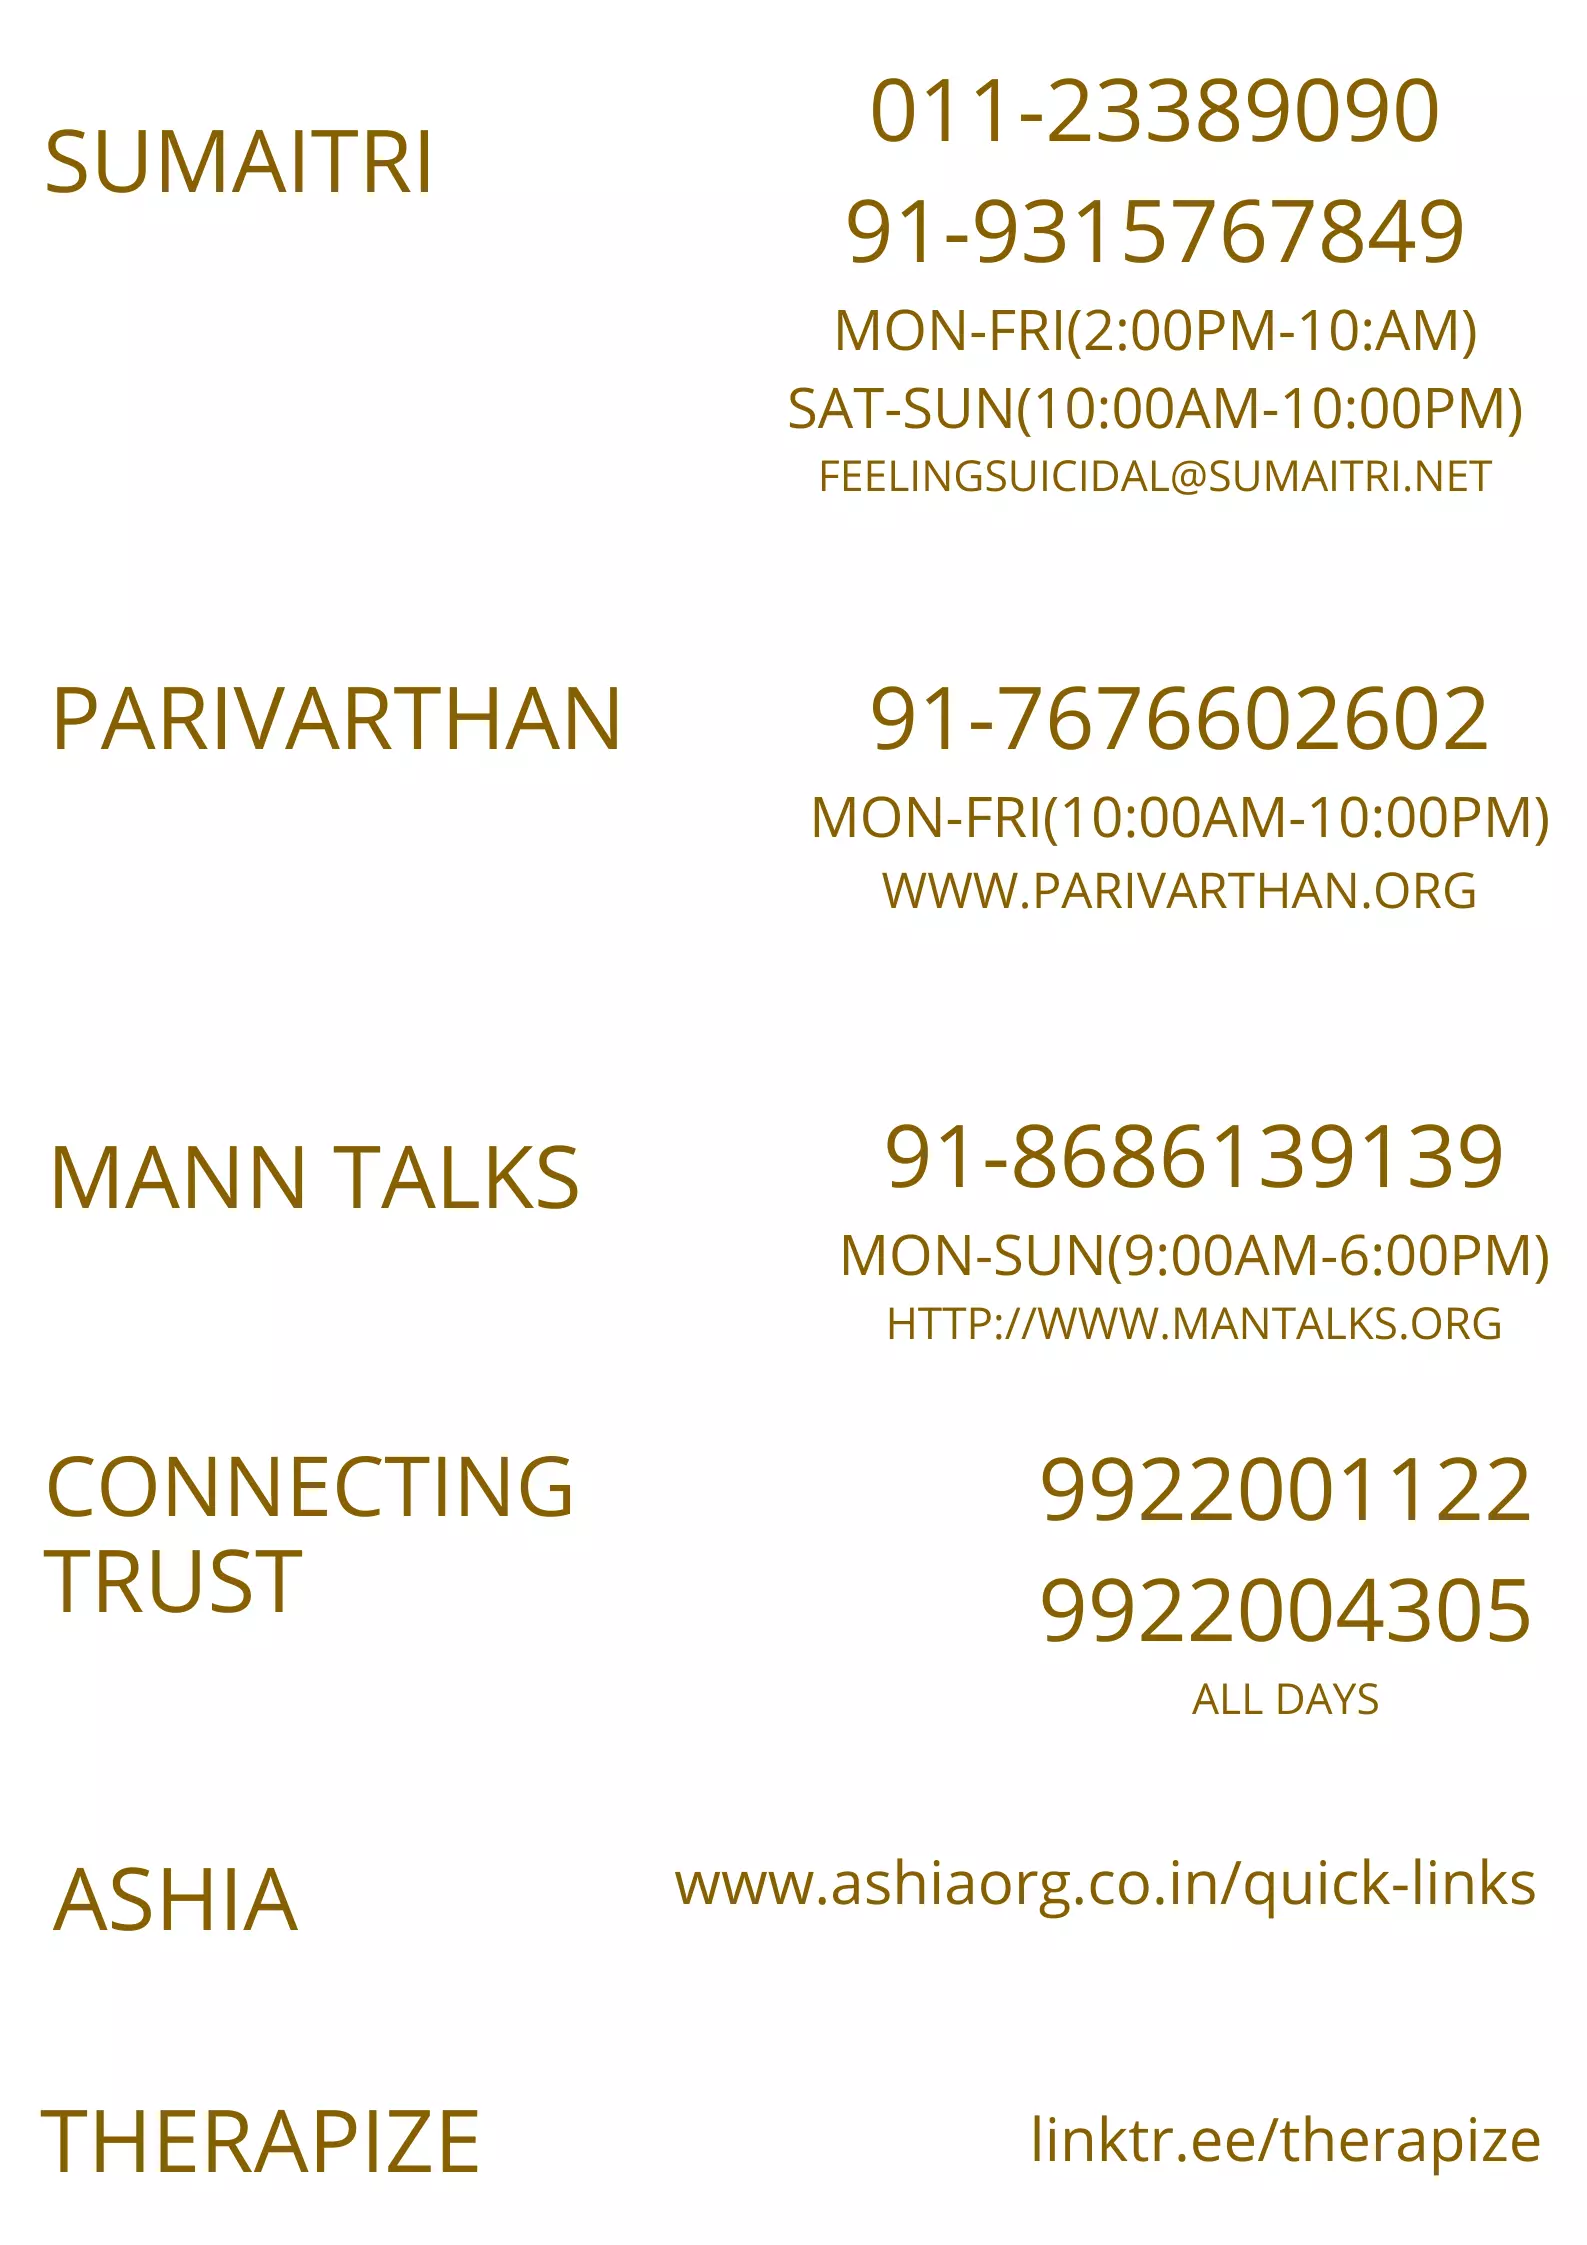 SUMAITRI
011-23389090
91-9315767849
MON-FRI(2:00PM-10:AM)
SAT-SUN(10:00AM-10:00PM)
FEELINGSUICIDAL@SUMAITRI.NET
PARIVARTHAN
91-7676602602
MON-FRI(10:00AM-10:00PM)
WWW.PARIVARTHAN.ORG
MANN TALKS
91-8686139139
MON-SUN(9:00AM-6:00PM)
HTTP://WWW.MANTALKS.ORG
CONNECTING
TRUST
9922001122
9922004305
ALL DAYS
ASHIA
www.ashiaorg.co.in/quick-links
THERAPIZE
linktr.ee/therapize